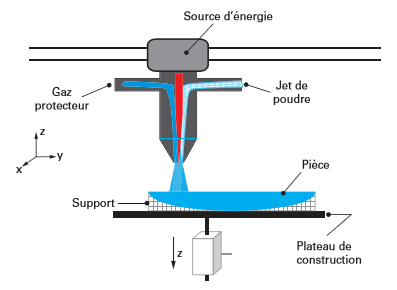 Source d'énergie
Gaz
protecteur
Jet de
poudre
z
y
x
Pièce
Support
z
Plateau de
construction